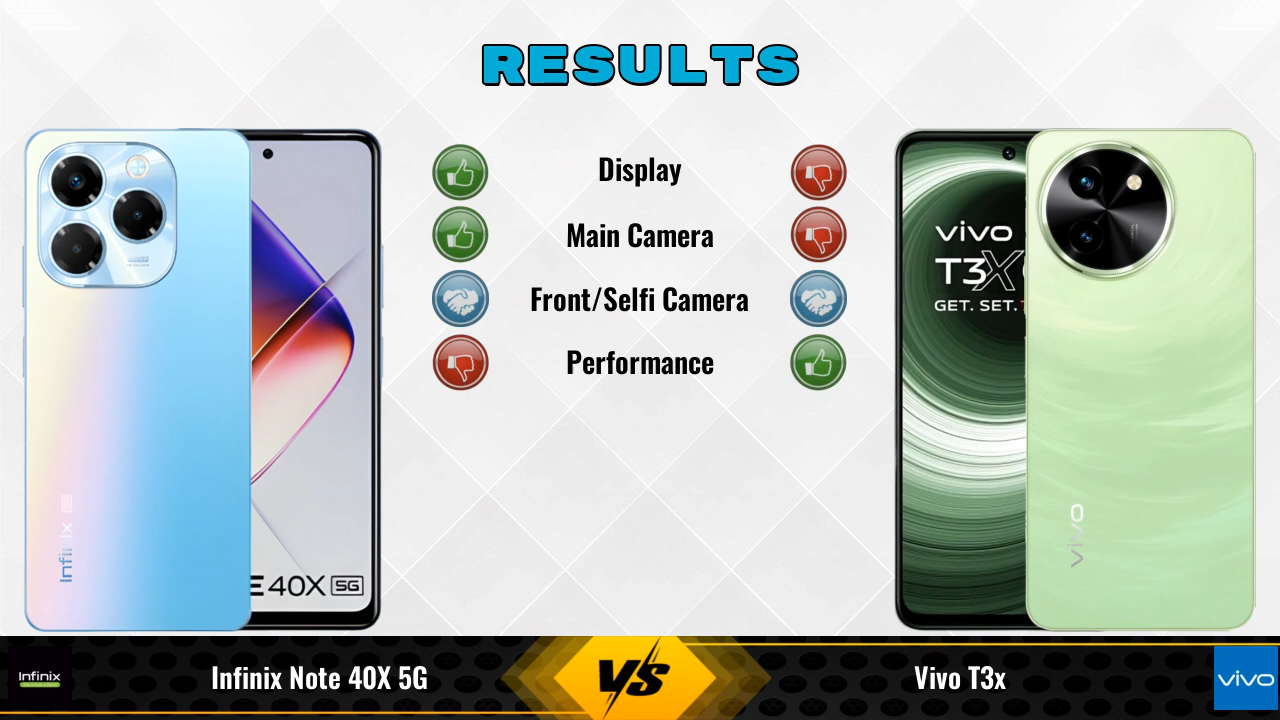 RESULTS
Display
Main Camera
Front/Selfi Camera
Performance
Infinix
E 40X 5G
vivo
T3X
GET. SET.
vivo
Infinix
Infinix Note 40X 5G
VS
Vivo T3x
vivo